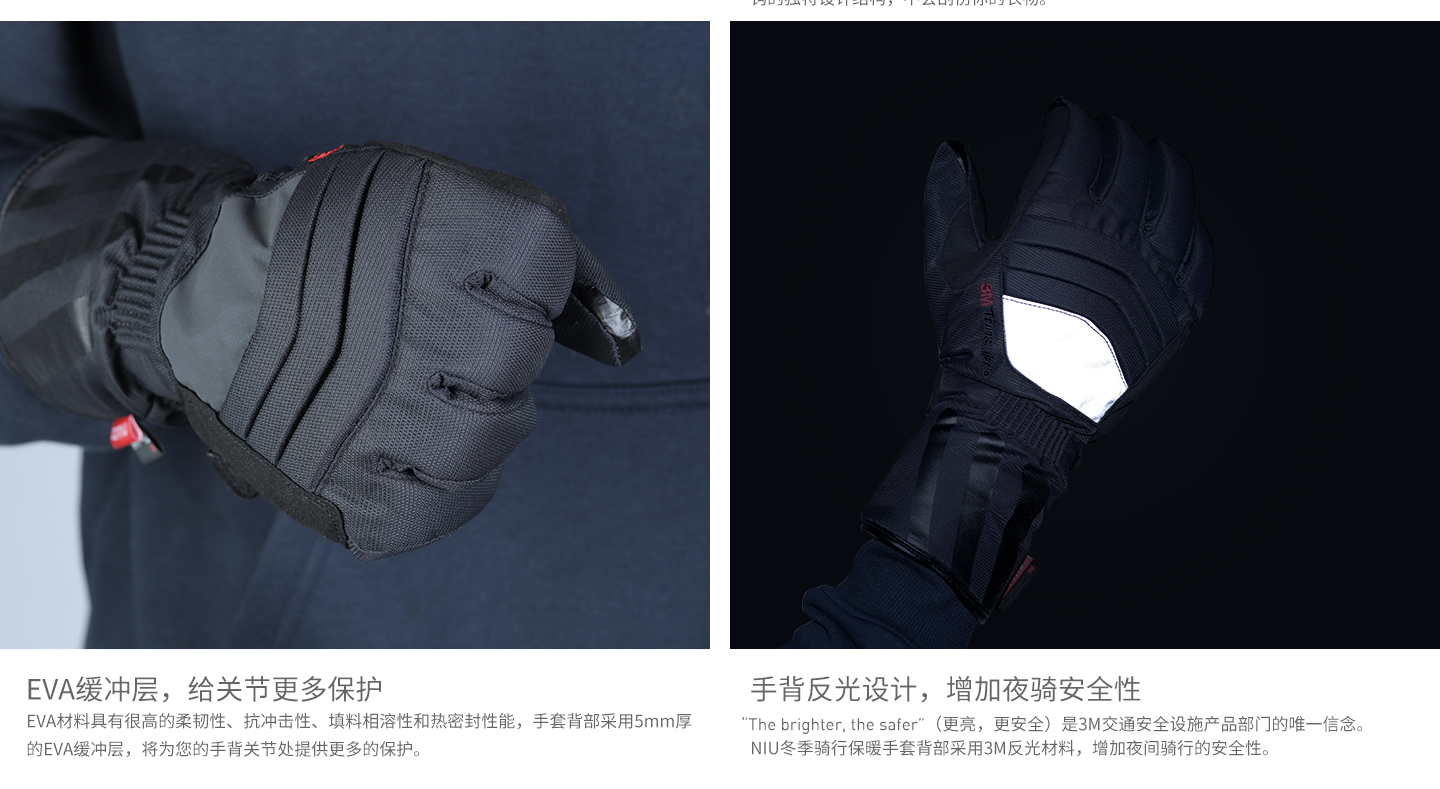 EVA缓冲层，给关节更多保护
EVA材料具有很高的柔韧性、抗冲击性、填料相溶性和热密封性能，手套背部采用5mm厚
的EVA缓冲层，将为您的手背关节处提供更多的保护。
3M
手背反光设计，增加夜骑安全性
"The brighter, the safer"（更亮，更安全）是3M交通安全设施产品部门的唯一信念。
NIU冬季骑行保暖手套背部采用3M反光材料，增加夜间骑行的安全性。